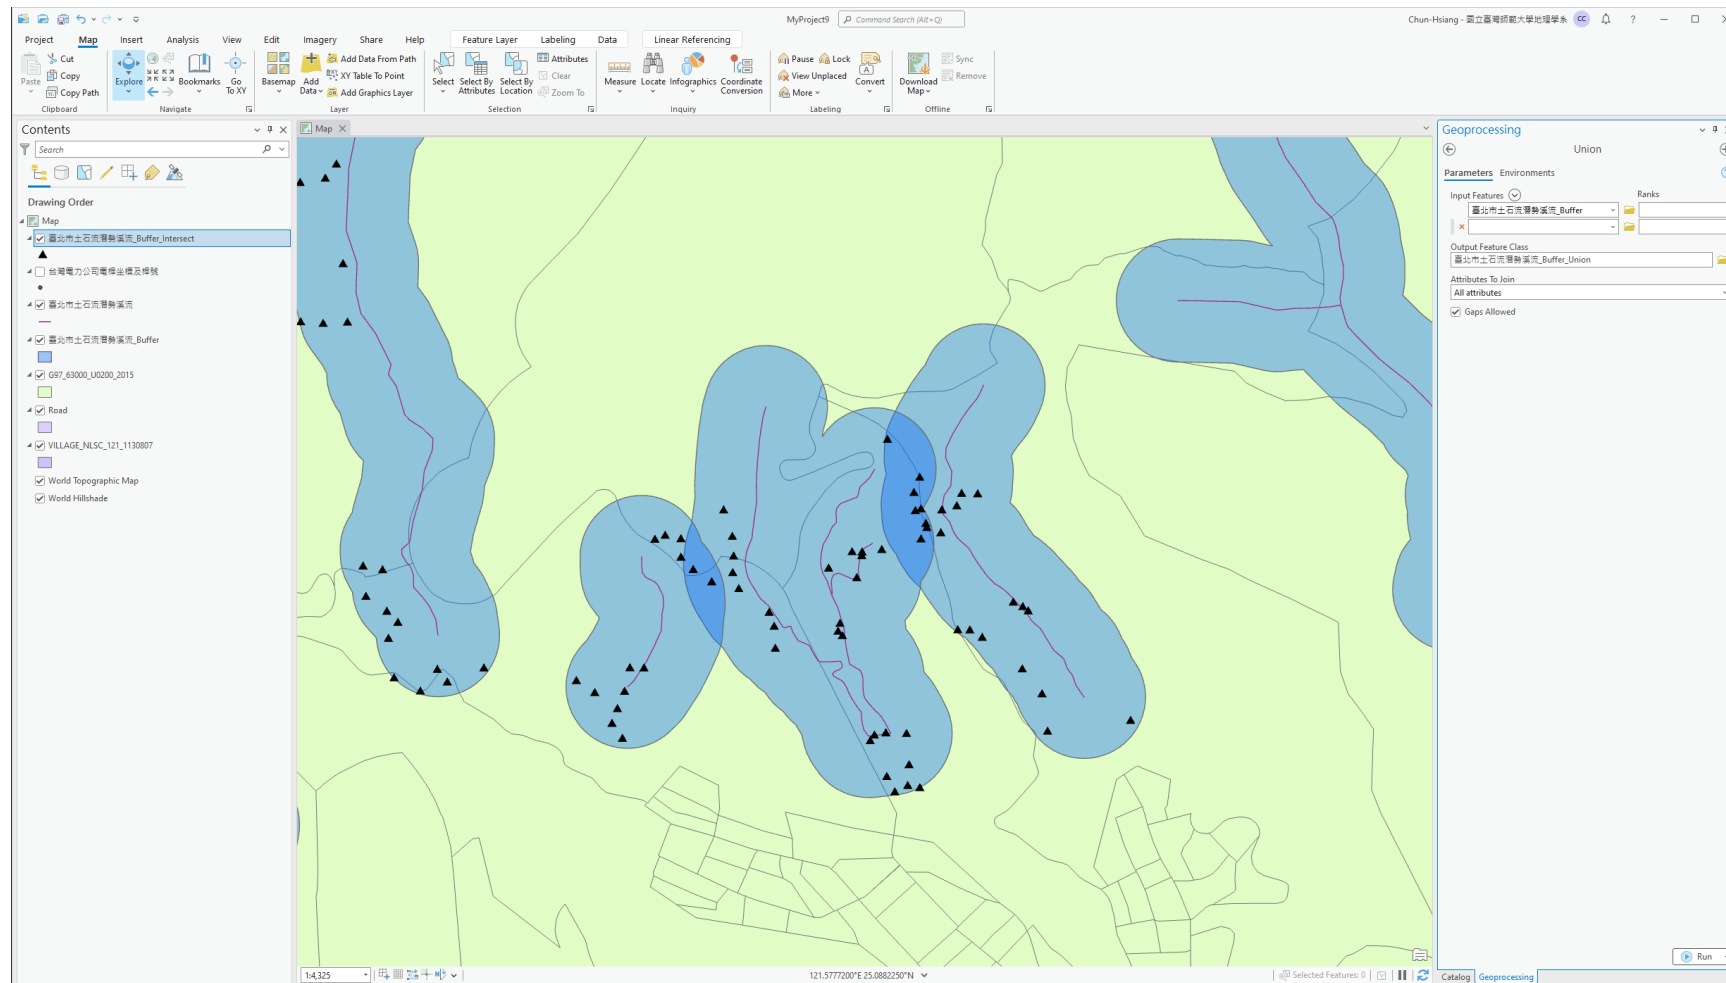 MyProject9
Command Search (Alt+Q)
Chun-Hsiang - 國立臺灣師範大學地理學系
CC
?
Project Map Insert Analysis View Edit Imagery Share Help Feature Layer Labeling Data Linear Referencing
Paste
Cut
Copy
Copy Path
Clipboard
Explore
Bookmarks
Go To XY
Navigate
Basemap
Add Data
Add Data From Path
XY Table To Point
Add Graphics Layer
Layer
Select
Select By Attributes
Select By Location
Attributes
Clear
Zoom To
Selection
Measure
Locate
Infographics
Coordinate Conversion
Inquiry
Pause
Lock
View Unplaced
More
Convert
Labeling
Download Map
Sync
Remove
Offline
Contents
Search
Drawing Order
Map
臺北市土石流潛勢溪流_Buffer_Intersect
台灣電力公司電桿坐標及桿號
臺北市土石流潛勢溪流
臺北市土石流潛勢溪流_Buffer
G97_63000_U0200_2015
Road
VILLAGE_NLSC_121_1130807
World Topographic Map
World Hillshade
Map
1:4,325
121.5777200°E 25.0882250°N
Selected Features: 0
Geoprocessing
Union
Parameters Environments
Input Features
Ranks
臺北市土石流潛勢溪流_Buffer
Output Feature Class
臺北市土石流潛勢溪流_Buffer_Union
Attributes To Join
All attributes
Gaps Allowed
Run
Catalog Geoprocessing